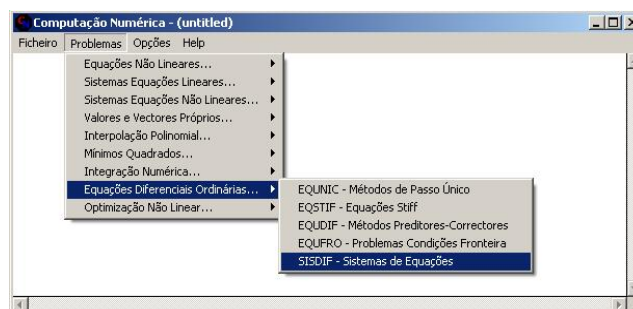 Computação Numérica - (untitled)
Ficheiro Problemas Opções Help
Equações Não Lineares...
Sistemas Equações Lineares...
Sistemas Equações Não Lineares...
Valores e Vectores Próprios...
Interpolação Polinomial...
Mínimos Quadrados...
Integração Numérica...
Equações Diferenciais Ordinárias...
Optimização Não Linear...
EQUNIC - Métodos de Passo Único
EQSTIF - Equações Stiff
EQUDIF - Métodos Preditores-Correctores
EQUFRO - Problemas Condições Fronteira
SISDIF - Sistemas de Equações